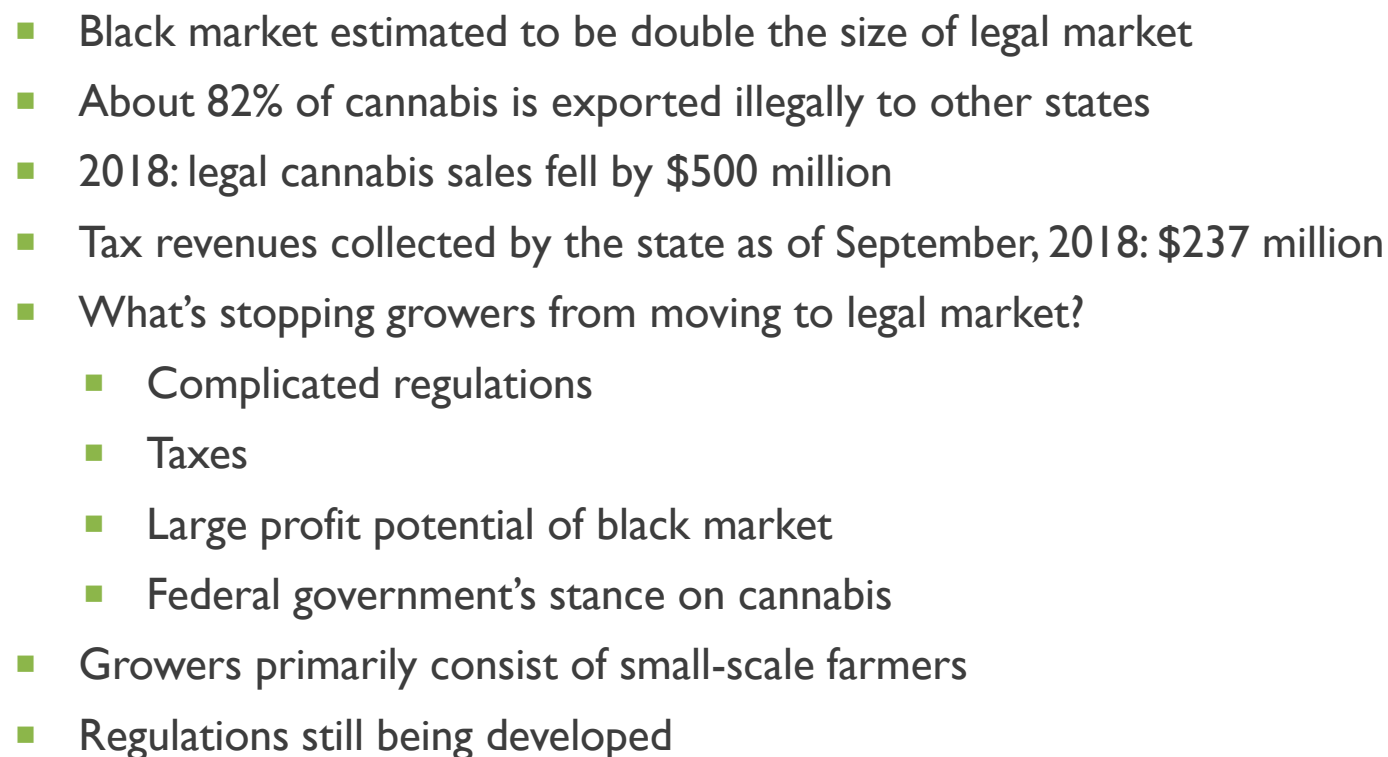 Black market estimated to be double the size of legal market
About 82% of cannabis is exported illegally to other states
2018: legal cannabis sales fell by $500 million
Tax revenues collected by the state as of September, 2018: $237 million
What’s stopping growers from moving to legal market?
Complicated regulations
Taxes
Large profit potential of black market
Federal government’s stance on cannabis
Growers primarily consist of small-scale farmers
Regulations still being developed